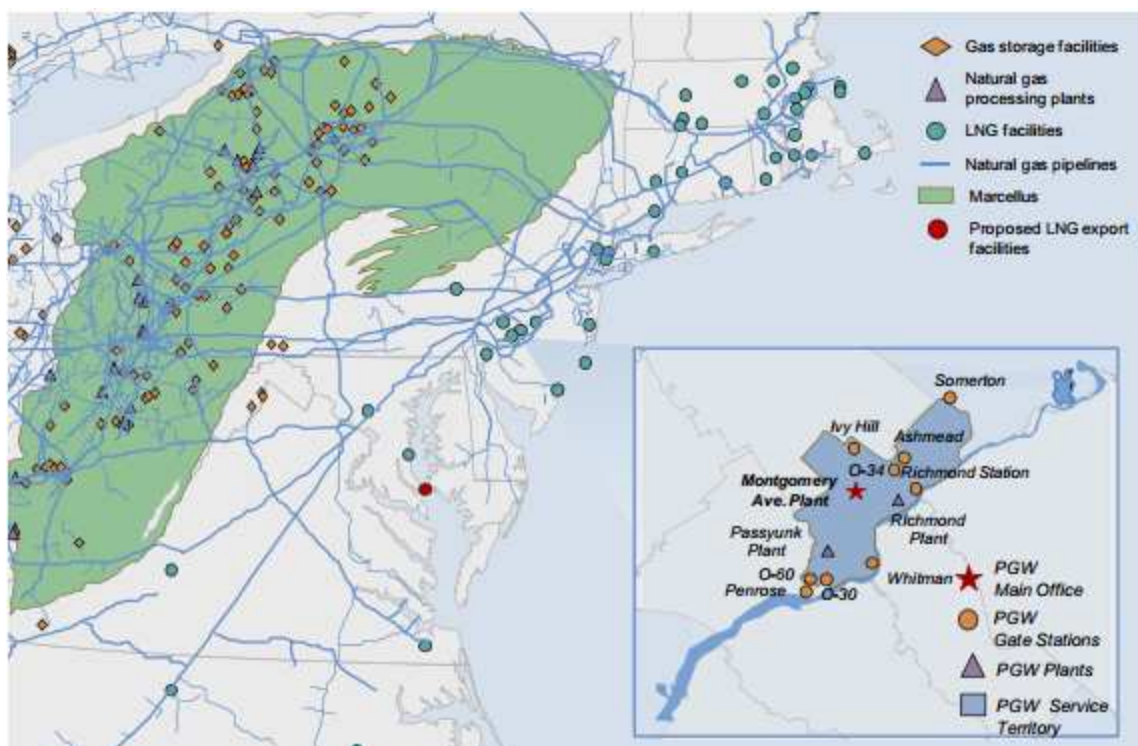 Gas storage facilities
Natural gas
processing plants
LNG facilities
Natural gas pipelines
Marcellus
Proposed LNG export
facilities
Somerton
Ivy Hill
Ashmead
O-34
Richmond Station
Montgomery
Ave. Plant
Richmond
Plant
Passyunk
Plant
O-60
Whitman
Penrose
O-30
PGW
Main Office
PGW
Gate Stations
PGW Plants
PGW Service
Territory